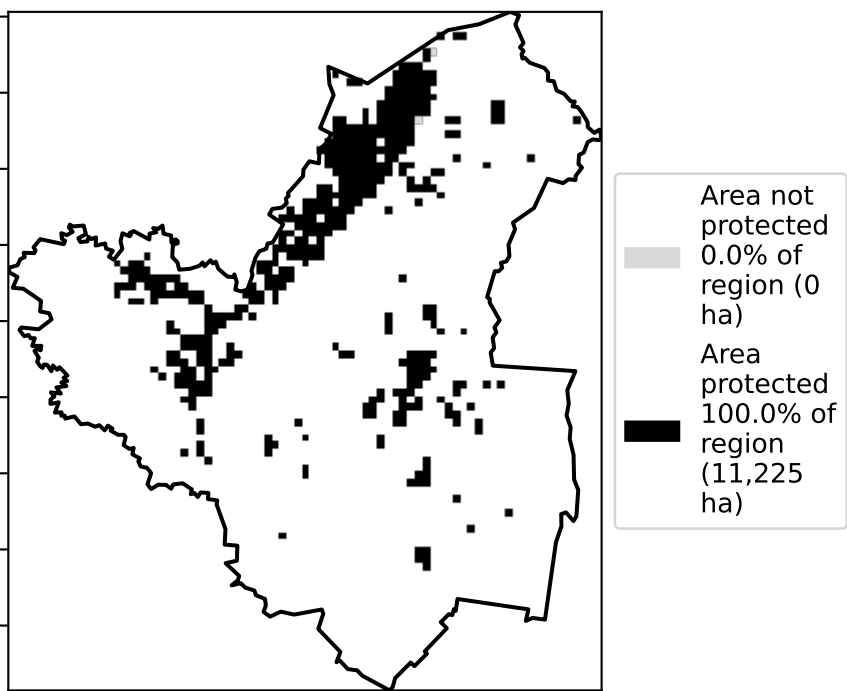 Area not
protected
0.0% of
region (0
ha)
Area
protected
100.0% of
region
(11,225
ha)